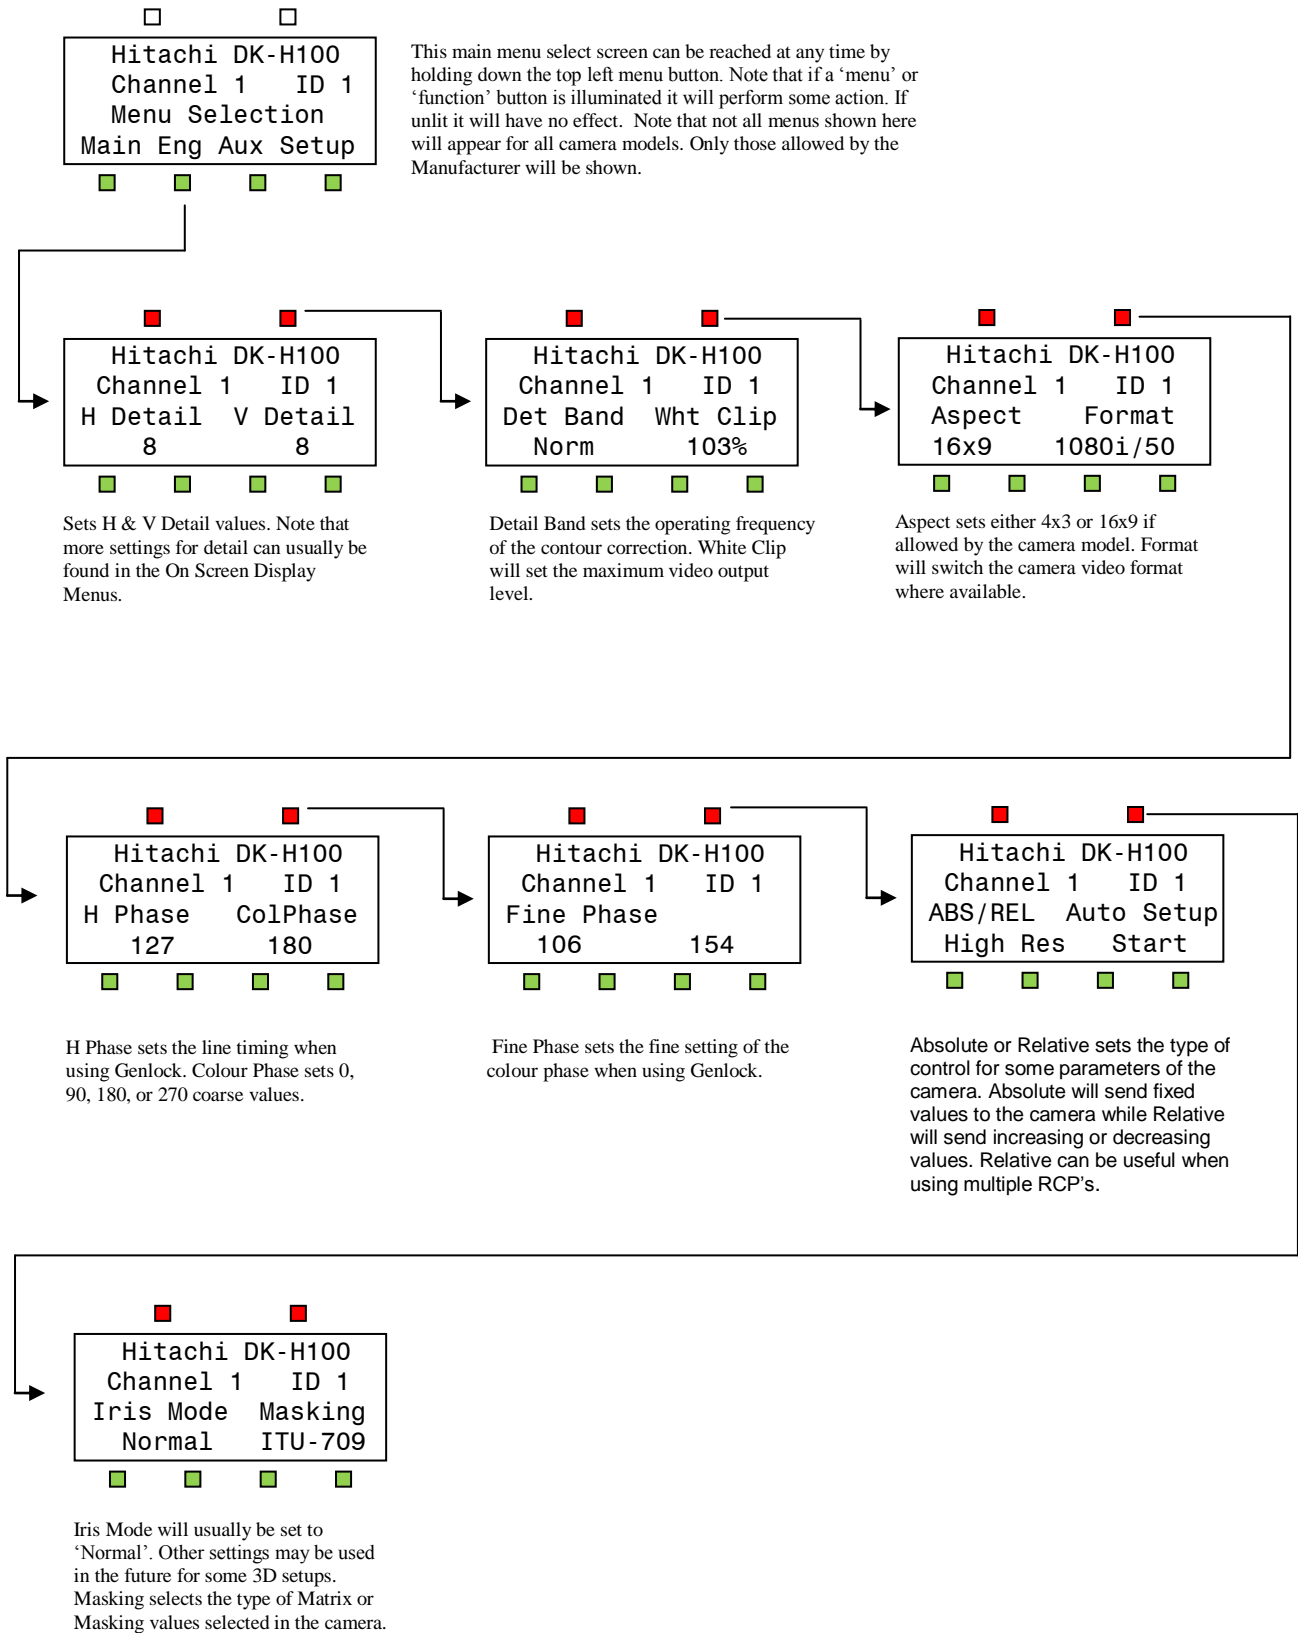 Hitachi DK-H100
Channel 1 ID 1
Menu Selection
Main Eng Aux Setup
This main menu select screen can be reached at any time by
holding down the top left menu button. Note that if a ‘menu’ or
‘function’ button is illuminated it will perform some action. If
unlit it will have no effect. Note that not all menus shown here
will appear for all camera models. Only those allowed by the
Manufacturer will be shown.
Hitachi DK-H100
Channel 1 ID 1
H Detail V Detail
8 8
Sets H & V Detail values. Note that
more settings for detail can usually be
found in the On Screen Display
Menus.
Hitachi DK-H100
Channel 1 ID 1
Det Band Wht Clip
Norm 103%
Detail Band sets the operating frequency
of the contour correction. White Clip
will set the maximum video output
level.
Hitachi DK-H100
Channel 1 ID 1
Aspect Format
16x9 1080i/50
Aspect sets either 4x3 or 16x9 if
allowed by the camera model. Format
will switch the camera video format
where available.
Hitachi DK-H100
Channel 1 ID 1
H Phase ColPhase
127 180
H Phase sets the line timing when
using Genlock. Colour Phase sets 0,
90, 180, or 270 coarse values.
Hitachi DK-H100
Channel 1 ID 1
Fine Phase
106 154
Fine Phase sets the fine setting of the
colour phase when using Genlock.
Hitachi DK-H100
Channel 1 ID 1
ABS/REL Auto Setup
High Res Start
Absolute or Relative sets the type of
control for some parameters of the
camera. Absolute will send fixed
values to the camera while Relative
will send increasing or decreasing
values. Relative can be useful when
using multiple RCP’s.
Hitachi DK-H100
Channel 1 ID 1
Iris Mode Masking
Normal ITU-709
Iris Mode will usually be set to
‘Normal’. Other settings may be used
in the future for some 3D setups.
Masking selects the type of Matrix or
Masking values selected in the camera.